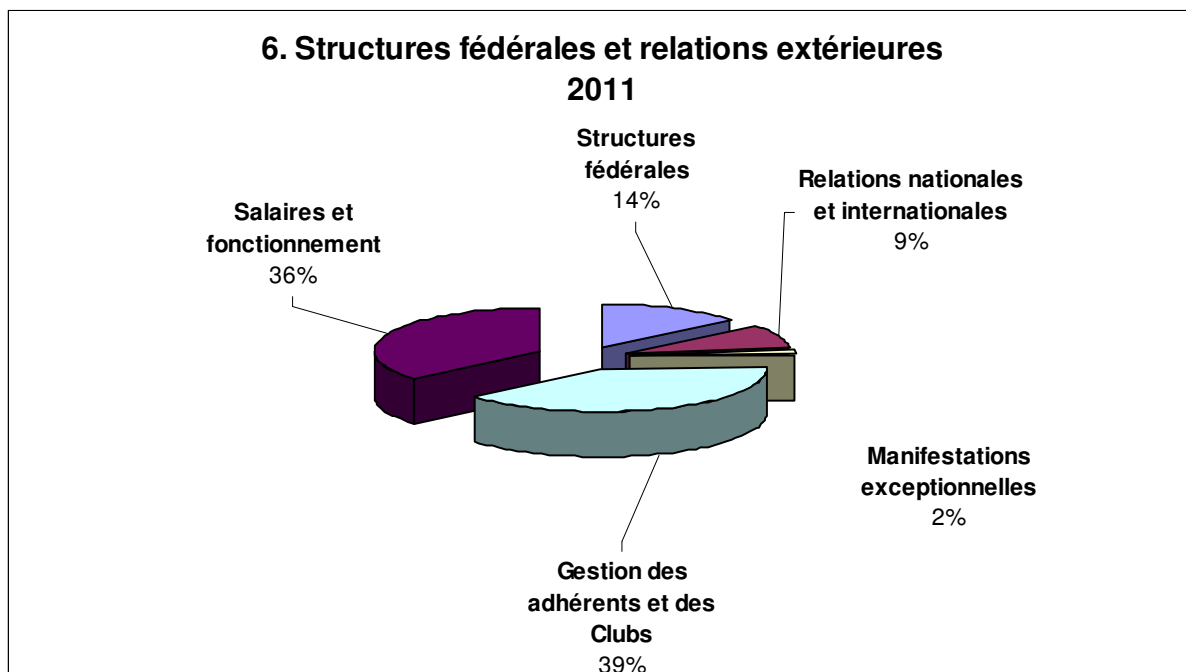 6. Structures fédérales et relations extérieures
2011
Structures
fédérales
14%
Relations nationales
et internationales
9%
Salaires et
fonctionnement
36%
Manifestations
exceptionnelles
2%
Gestion des
adhérents et des
Clubs
39%